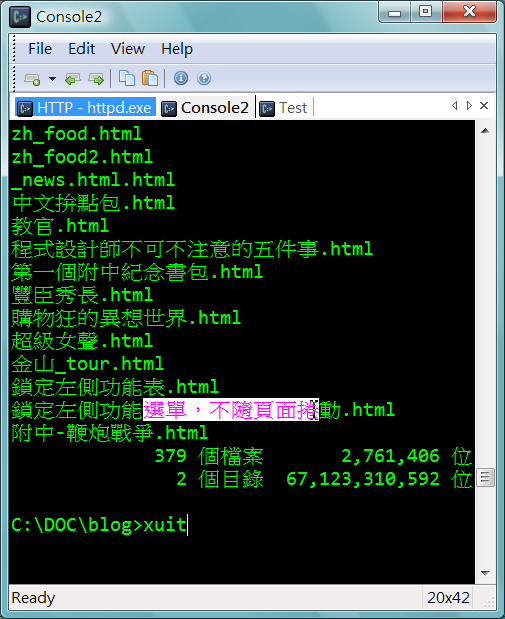 Console2
File Edit View Help
HTTP - httpd.exe Console2 Test
zh_food.html
zh_food2.html
_news.html.html
中文拚點包.html
教官.html
程式設計師不可不注意的五件事.html
第一個附中紀念書包.html
豐臣秀長.html
購物狂的異想世界.html
超級女聲.html
金山_tour.html
鎖定左側功能表.html
鎖定左側功能選單，不隨頁面捲動.html
附中-鞭炮戰爭.html
379 個檔案 2,761,406 位
2 個目錄 67,123,310,592 位
C:\DOC\blog>xuit
Ready 20x42